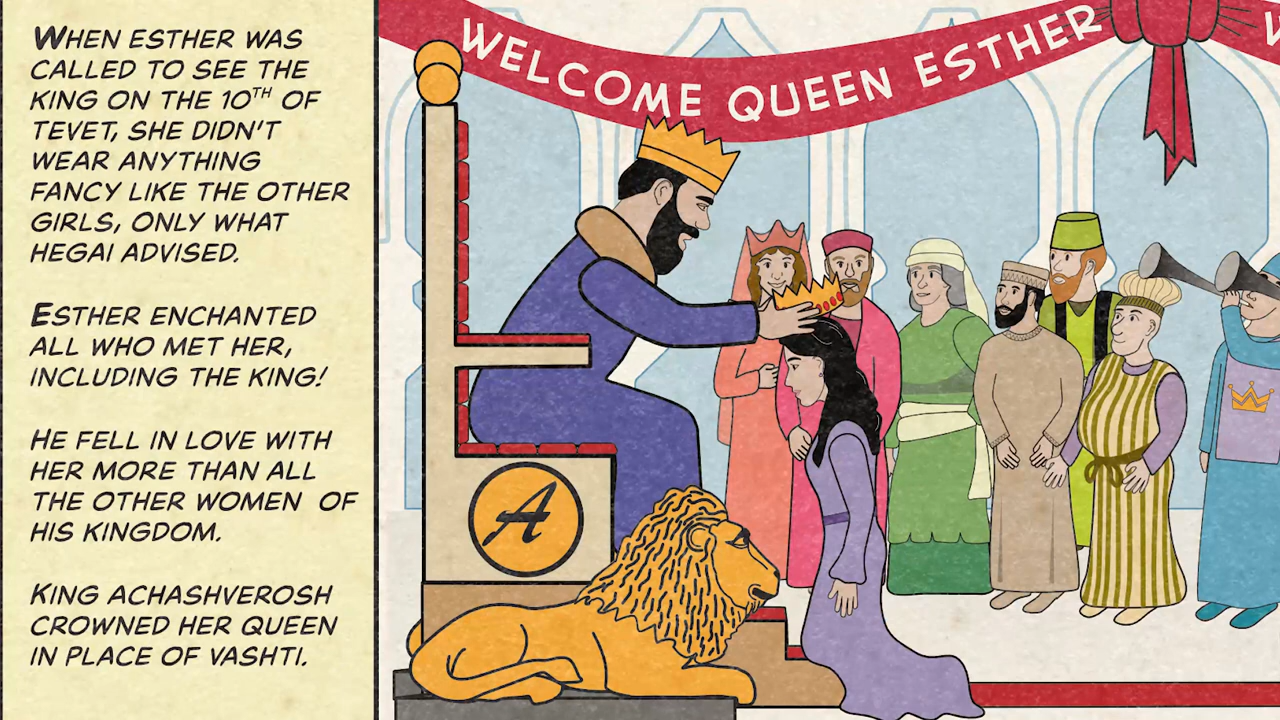 WHEN ESTHER WAS
CALLED TO SEE THE
KING ON THE 10TH OF
TEVET, SHE DIDN'T
WEAR ANYTHING
FANCY LIKE THE OTHER
GIRLS, ONLY WHAT
HEGAI ADVISED.
ESTHER ENCHANTED
ALL WHO MET HER,
INCLUDING THE KING!
HE FELL IN LOVE WITH
HER MORE THAN ALL
THE OTHER WOMEN OF
HIS KINGDOM.
KING ACHASHVEROSH
CROWNED HER QUEEN
IN PLACE OF VASHTI.
WELCOME QUEEN ESTHER
A